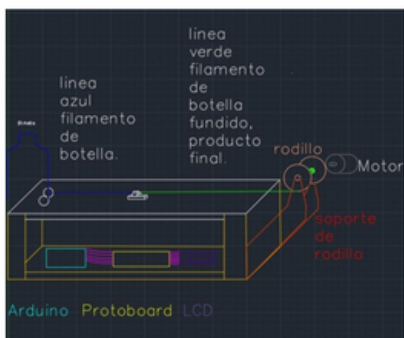 linea
azul
filamento
de
botella.
linea
verde
filamento
de
botella
fundido,
producto
final.
Botella
rodillo
Motor
soporte
de
rodillo
Arduino Protoboard LCD